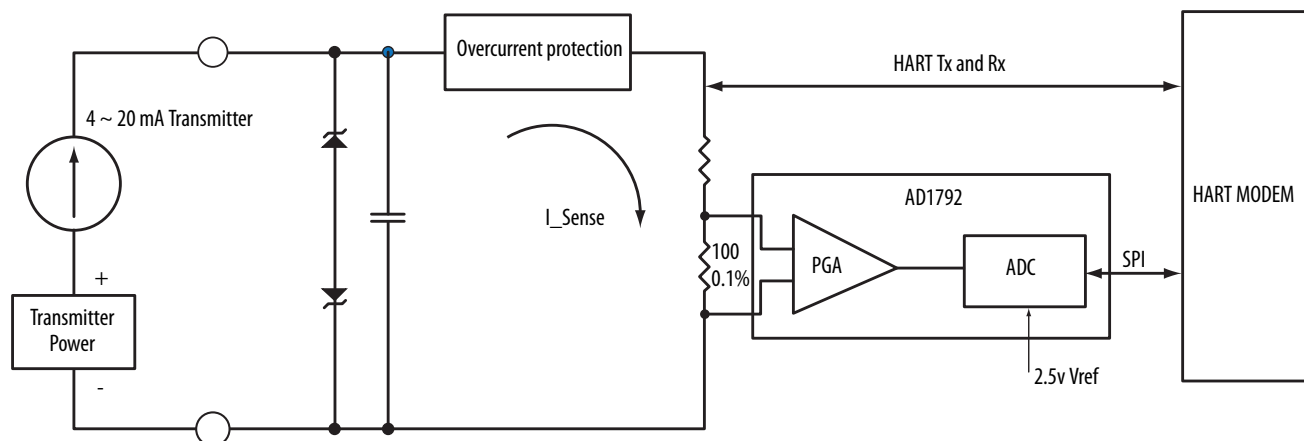 Overcurrent protection
HART Tx and Rx
4 ~ 20 mA Transmitter
I_Sense
AD1792
HART MODEM
PGA
ADC
SPI
100
0.1%
+
Transmitter
Power
-
2.5v Vref